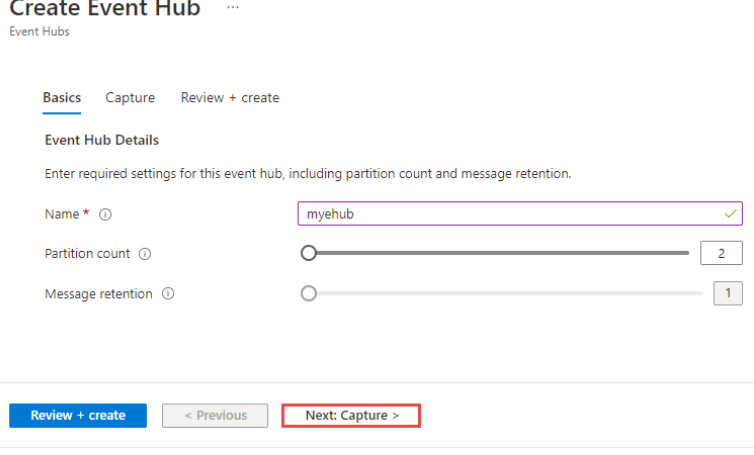 Create Event Hub ...
Event Hubs
Basics Capture Review + create
Event Hub Details
Enter required settings for this event hub, including partition count and message retention.
Name * myehub
Partition count 2
Message retention 1
Review + create < Previous Next: Capture >